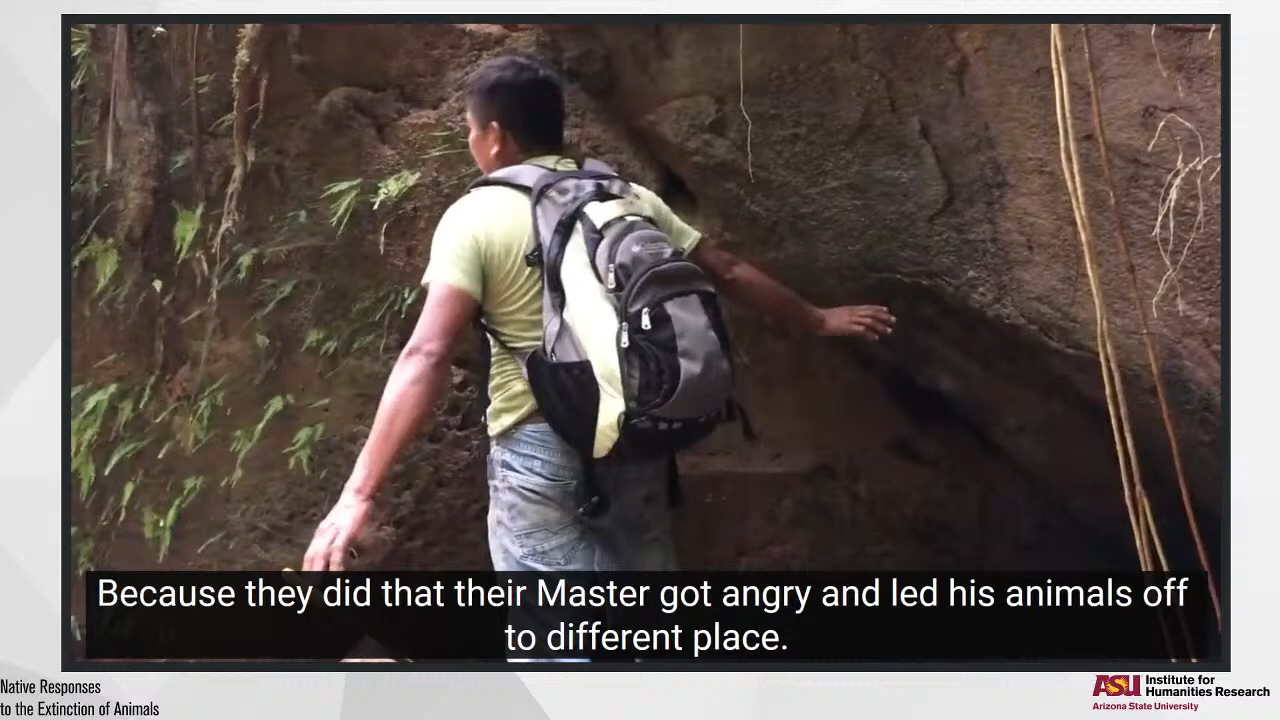 Because they did that their Master got angry and led his animals off
to different place.
Native Responses
to the Extinction of Animals
ASU Institute for
Humanities Research
Arizona State University